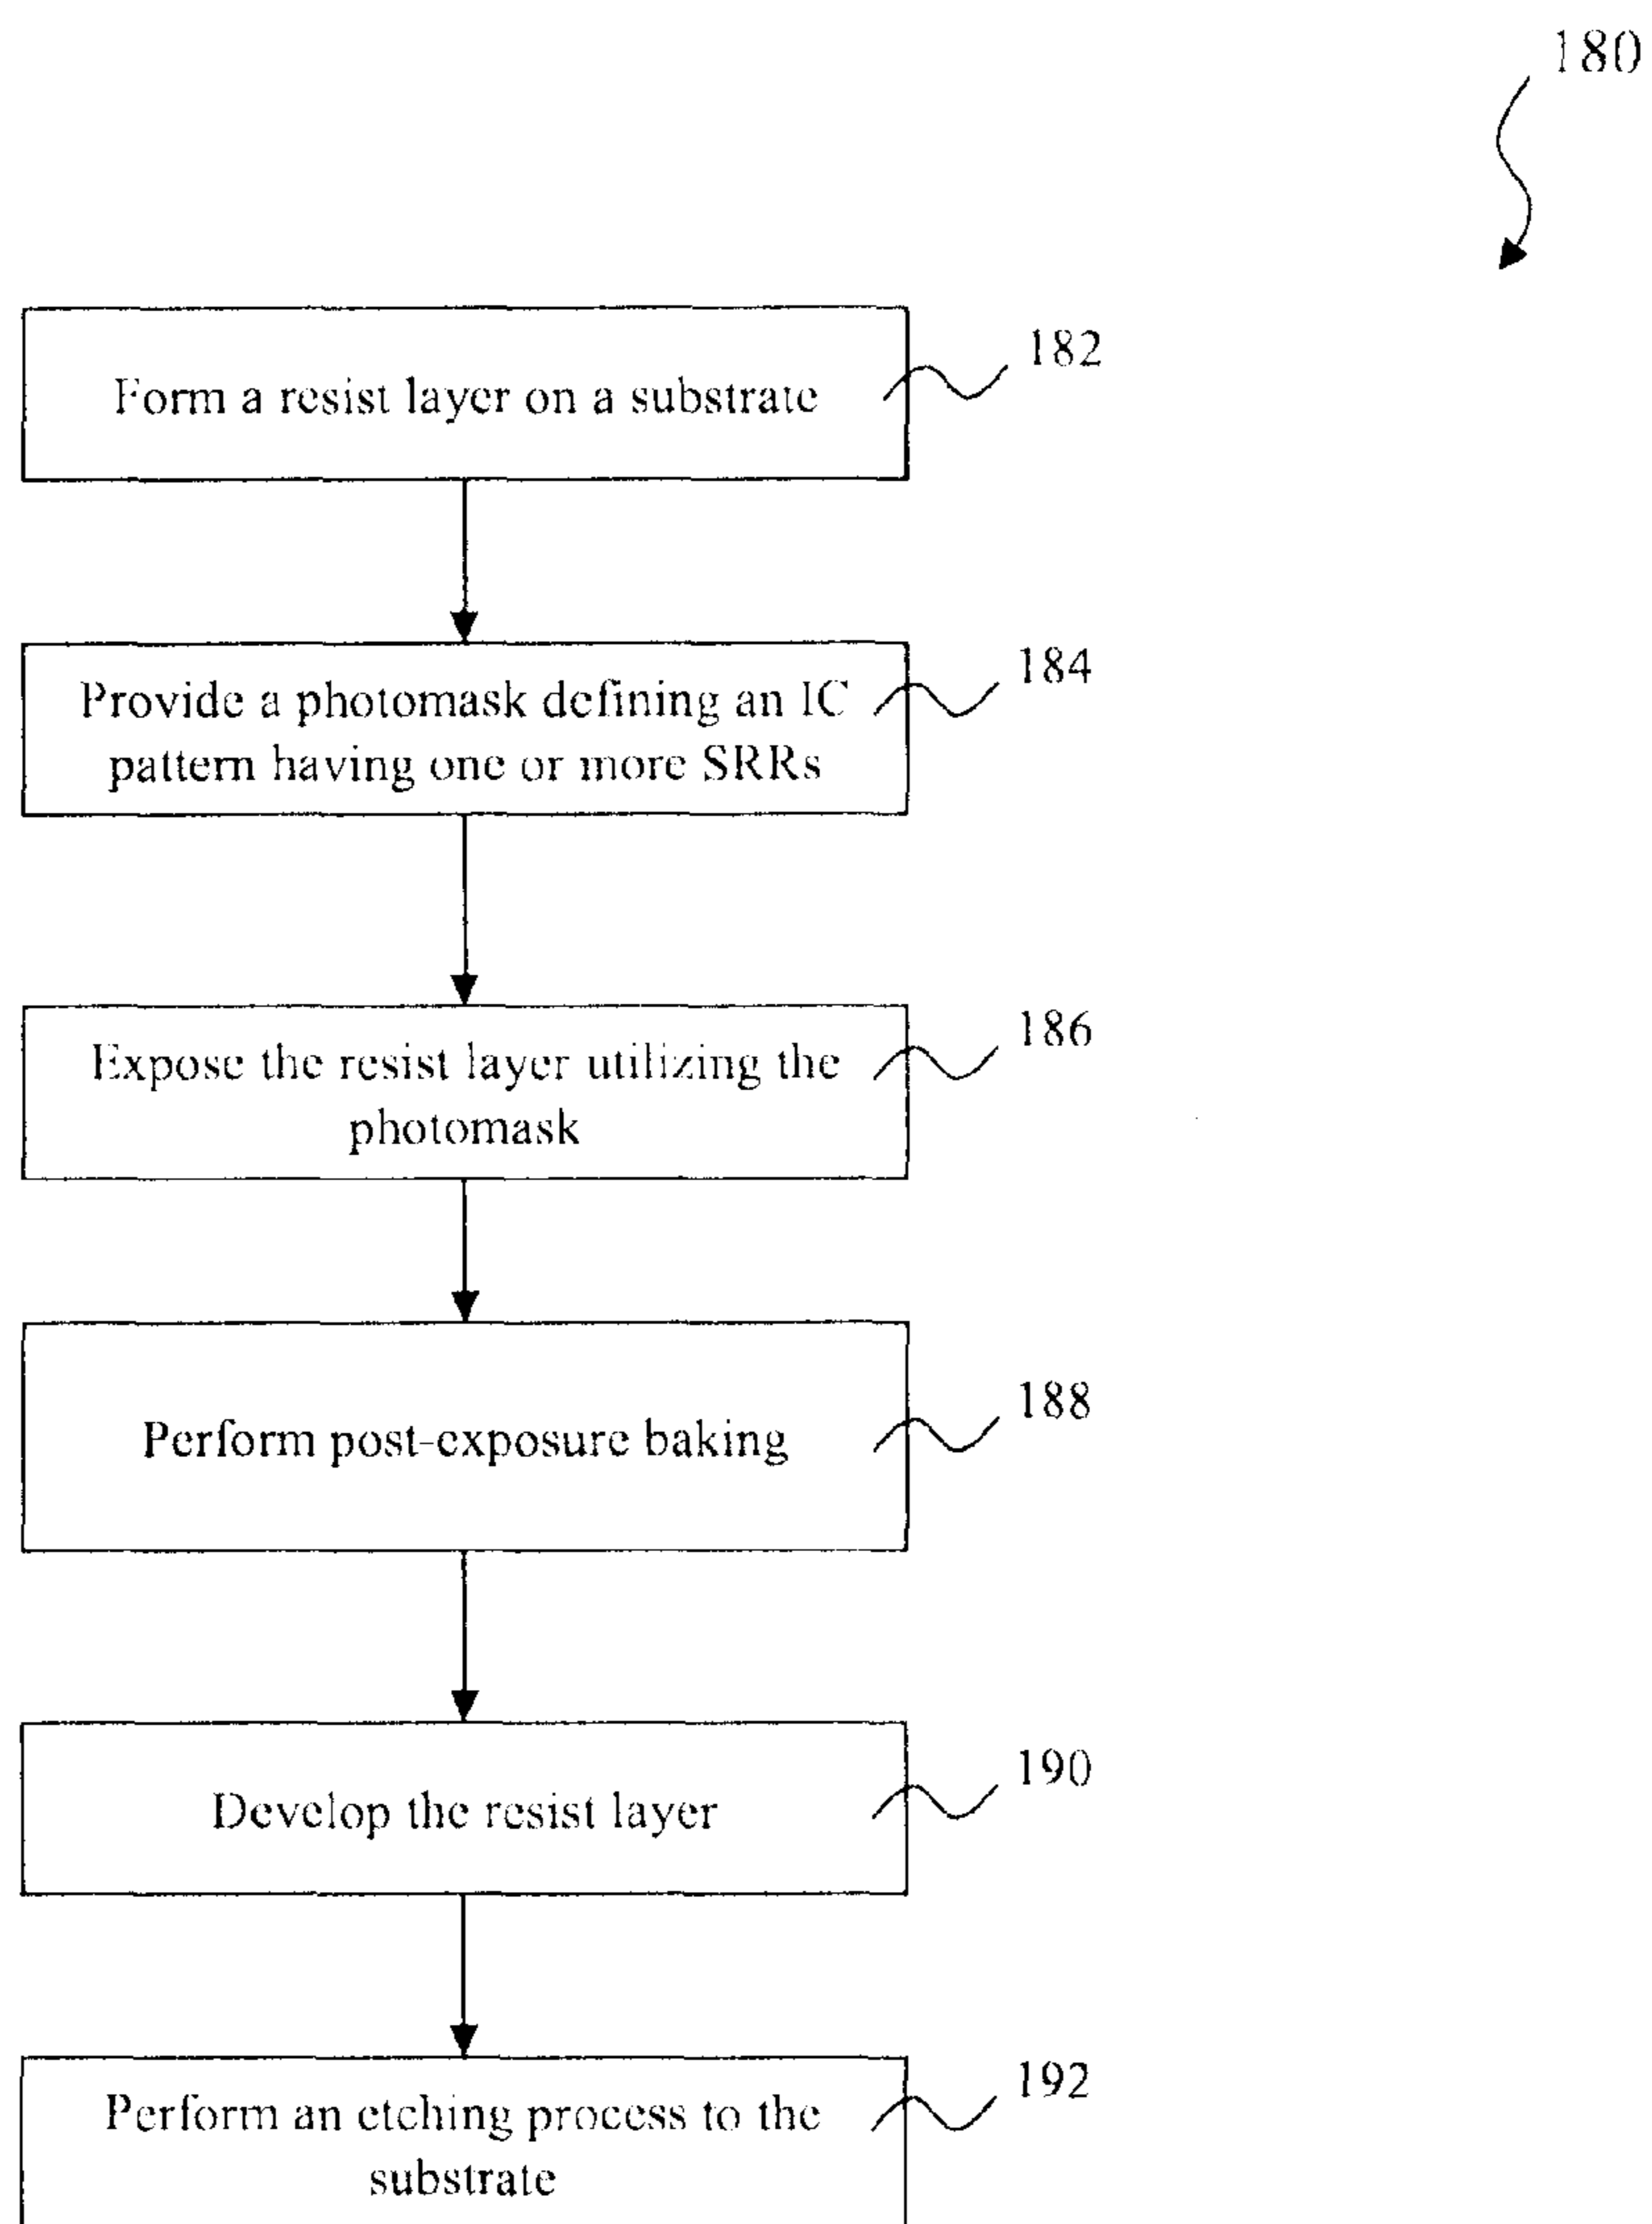 180
Form a resist layer on a substrate
182
Provide a photomask defining an IC
pattern having one or more SRRs
184
Expose the resist layer utilizing the
photomask
186
Perform post-exposure baking
188
Develop the resist layer
190
Perform an etching process to the
substrate
192